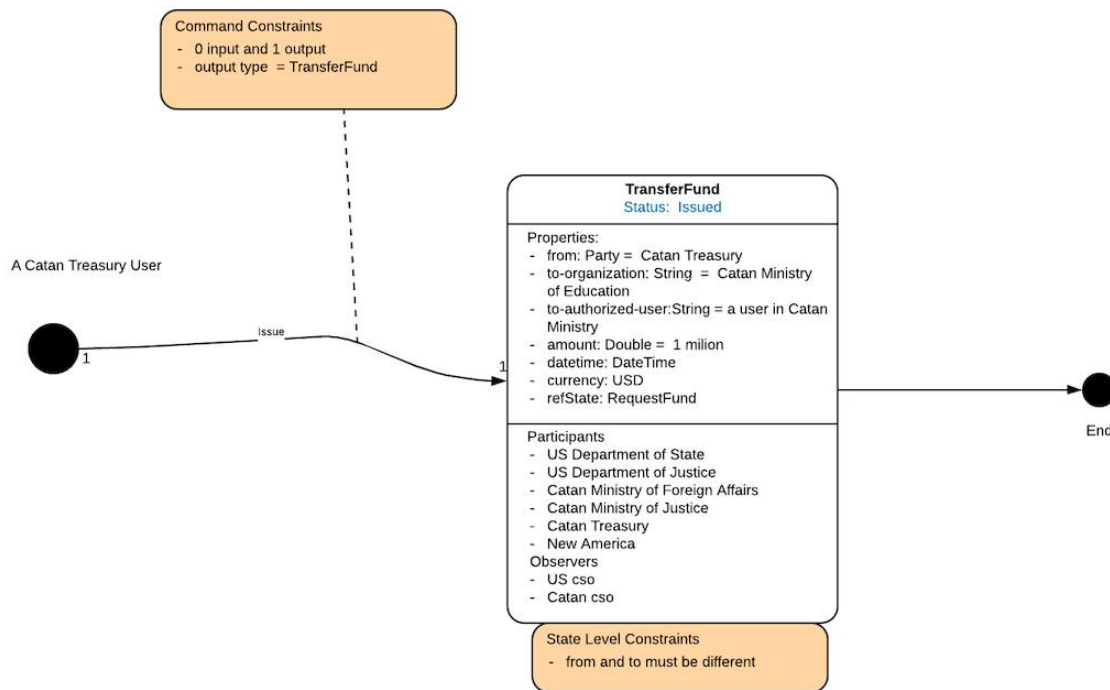 Command Constraints
- 0 input and 1 output
- output type = TransferFund
TransferFund
Status: Issued
Properties:
- from: Party = Catan Treasury
- to-organization: String = Catan Ministry
of Education
- to-authorized-user:String = a user in Catan
Ministry
- amount: Double = 1 milion
- datetime: DateTime
- currency: USD
- refState: RequestFund
A Catan Treasury User
Issue
1
1
End
Participants
- US Department of State
- US Department of Justice
- Catan Ministry of Foreign Affairs
- Catan Ministry of Justice
- Catan Treasury
- New America
Observers
- US cso
- Catan cso
State Level Constraints
- from and to must be different